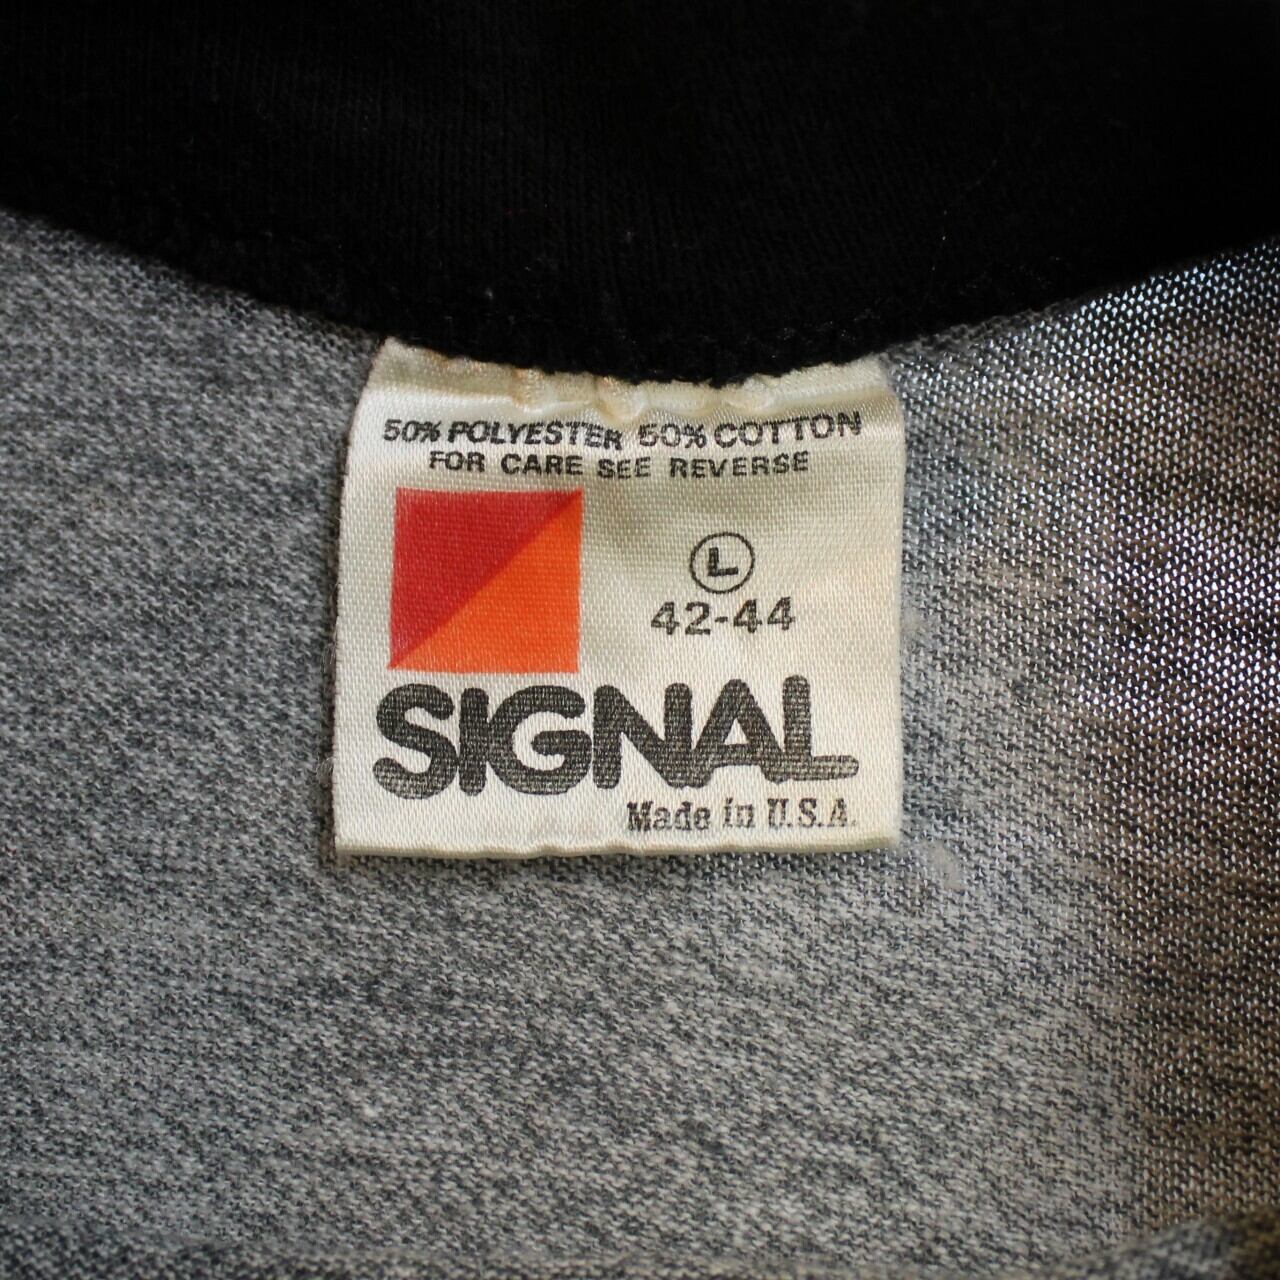 50% POLYESTER 50% COTTON
FOR CARE SEE REVERSE
L
42-44
SIGNAL
Made in U.S.A.